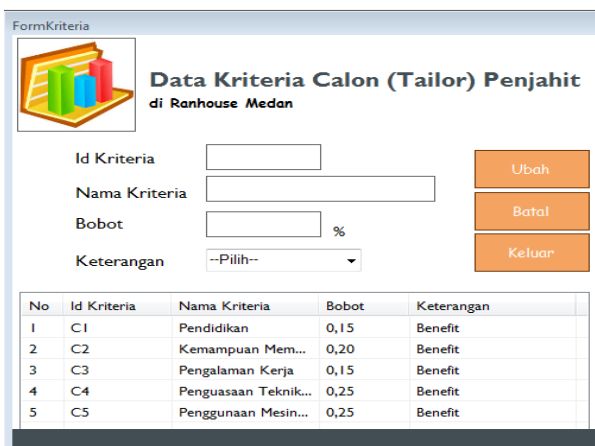 FormKriteria
Data Kriteria Calon (Tailor) Penjahit
di Ranhouse Medan
Id Kriteria
Ubah
Nama Kriteria
Batal
Bobot %
Keterangan --Pilih-- Keluar
No Id Kriteria Nama Kriteria Bobot Keterangan
1 C1 Pendidikan 0,15 Benefit
2 C2 Kemampuan Mem... 0,20 Benefit
3 C3 Pengalaman Kerja 0,15 Benefit
4 C4 Penguasaan Teknik... 0,25 Benefit
5 C5 Penggunaan Mesin... 0,25 Benefit